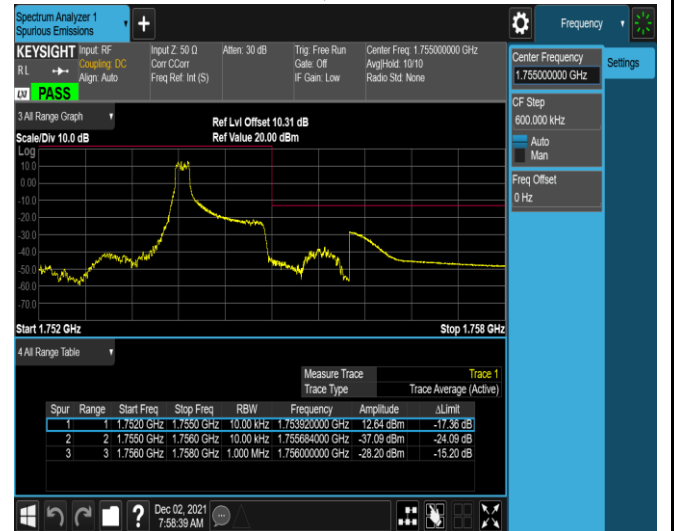 Spectrum Analyzer 1
Spurious Emissions
+
Frequency
KEYSIGHT Input: RF Input Z: 50 Ω Atten: 30 dB Trig: Free Run Center Freq: 1.755000000 GHz
RL Coupling: DC Corr CCorr Gate: Off Avg|Hold: 10/10
Align: Auto Freq Ref: Int (S) IF Gain: Low Radio Std: None
LXI PASS
Center Frequency
1.755000000 GHz
Settings
CF Step
600.000 kHz
Auto
Man
Freq Offset
0 Hz
3 All Range Graph
Ref Lvl Offset 10.31 dB
Scale/Div 10.0 dB Ref Value 20.00 dBm
Log
10.0
0.00
-10.0
-20.0
-30.0
-40.0
-50.0
-60.0
-70.0
Start 1.752 GHz Stop 1.758 GHz
4 All Range Table
Measure Trace Trace 1
Trace Type Trace Average (Active)
Spur Range Start Freq Stop Freq RBW Frequency Amplitude ΔLimit
1 1 1.7520 GHz 1.7550 GHz 10.00 kHz 1.753920000 GHz 12.64 dBm -17.36 dB
2 2 1.7550 GHz 1.7560 GHz 10.00 kHz 1.755684000 GHz -37.09 dBm -24.09 dB
3 3 1.7560 GHz 1.7580 GHz 1.000 MHz 1.756000000 GHz -28.20 dBm -15.20 dB
? Dec 02, 2021
7:58:39 AM